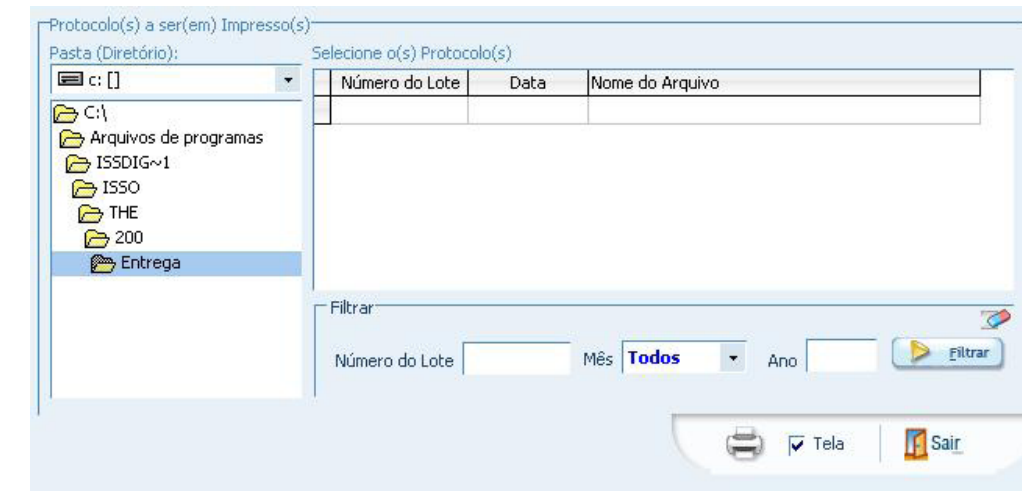 Protocolo(s) a ser(em) Impresso(s)
Pasta (Diretório):
Selecione o(s) Protocolo(s)
c: []
Número do Lote Data Nome do Arquivo
C:\
Arquivos de programas
ISSDIG~1
ISSO
THE
200
Entrega
Filtrar
Número do Lote Mês Todos Ano Filtrar
Tela Sair